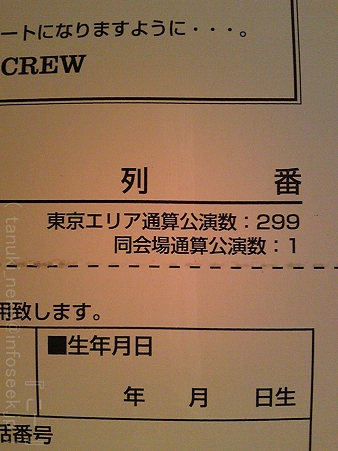 ートになりますように・・・。
CREW
列 番
東京エリア通算公演数：299
同会場通算公演数：1
用致します。
■生年月日
年 月 日生
話番号